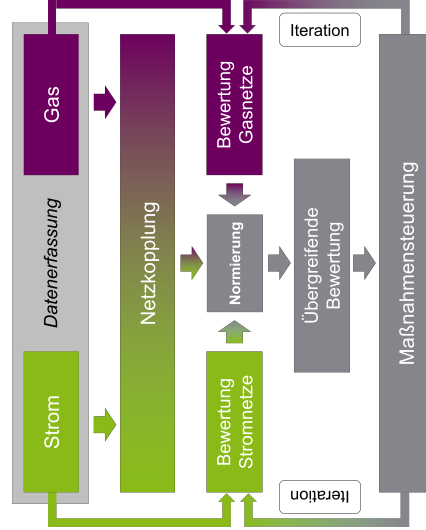 Gas
Datenerfassung
Strom
Netzkopplung
Bewertung
Gasnetze
Normierung
Bewertung
Stromnetze
Iteration
Übergreifende
Bewertung
Iteration
Maßnahmensteuerung